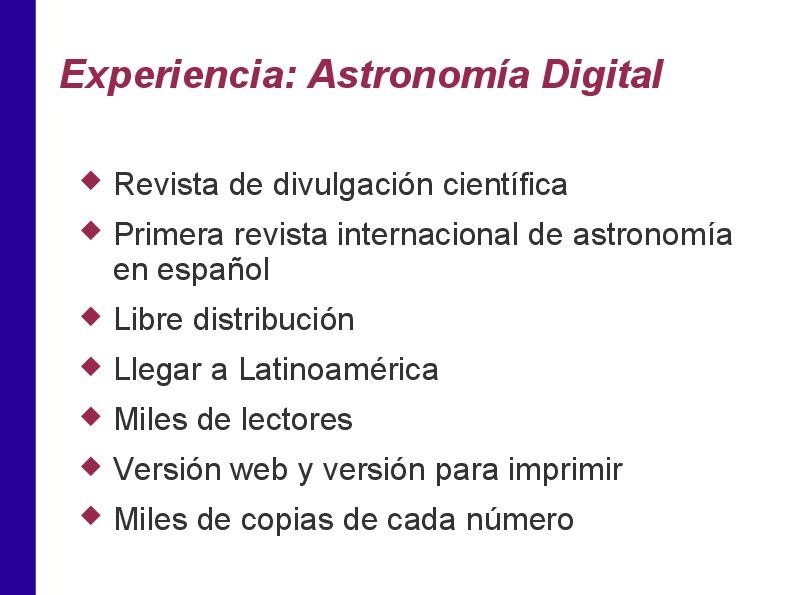 Experiencia: Astronomía Digital
Revista de divulgación científica
Primera revista internacional de astronomía
en español
Libre distribución
Llegar a Latinoamérica
Miles de lectores
Versión web y versión para imprimir
Miles de copias de cada número